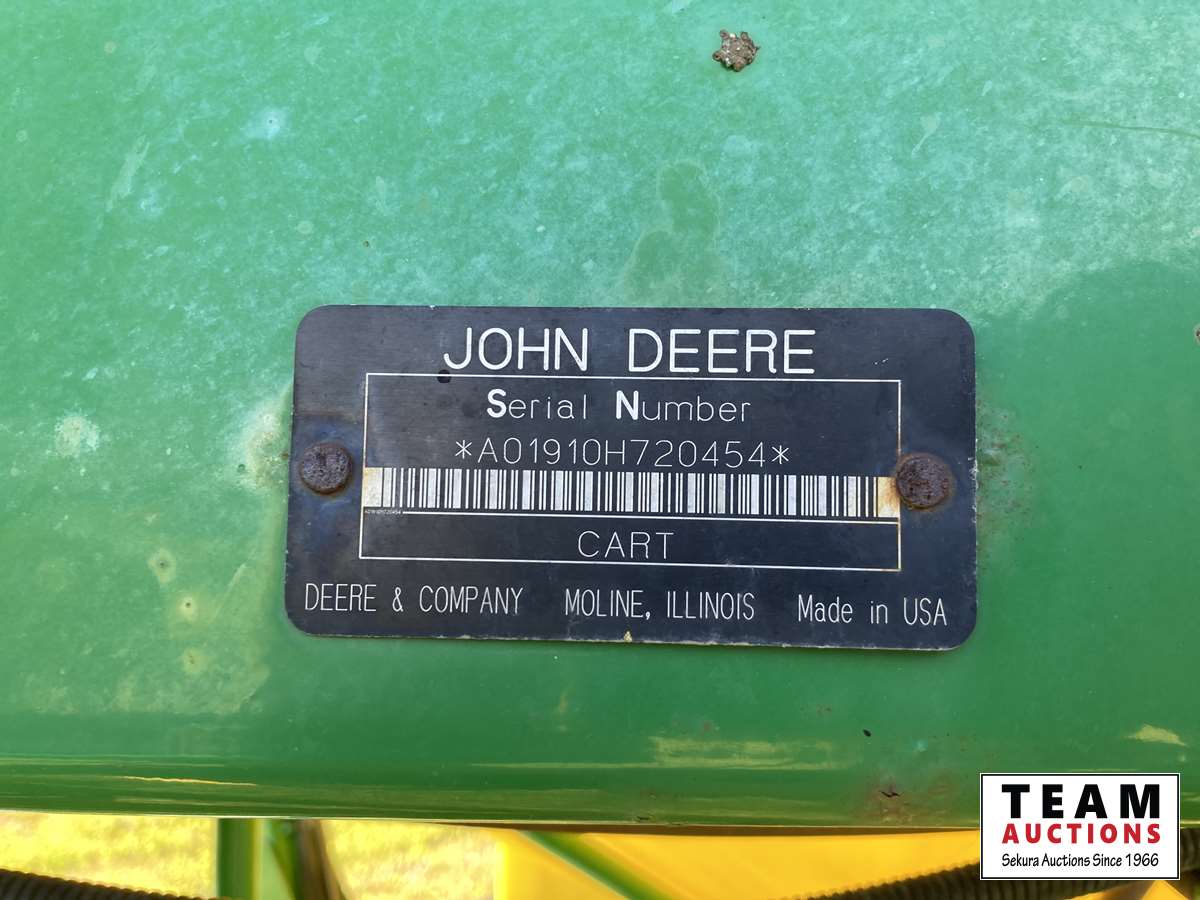 JOHN DEERE
Serial Number
*A01910H720454*
A01910H720454
CART
DEERE & COMPANY MOLINE, ILLINOIS Made in USA
TEAM
AUCTIONS
Sekura Auctions Since 1966